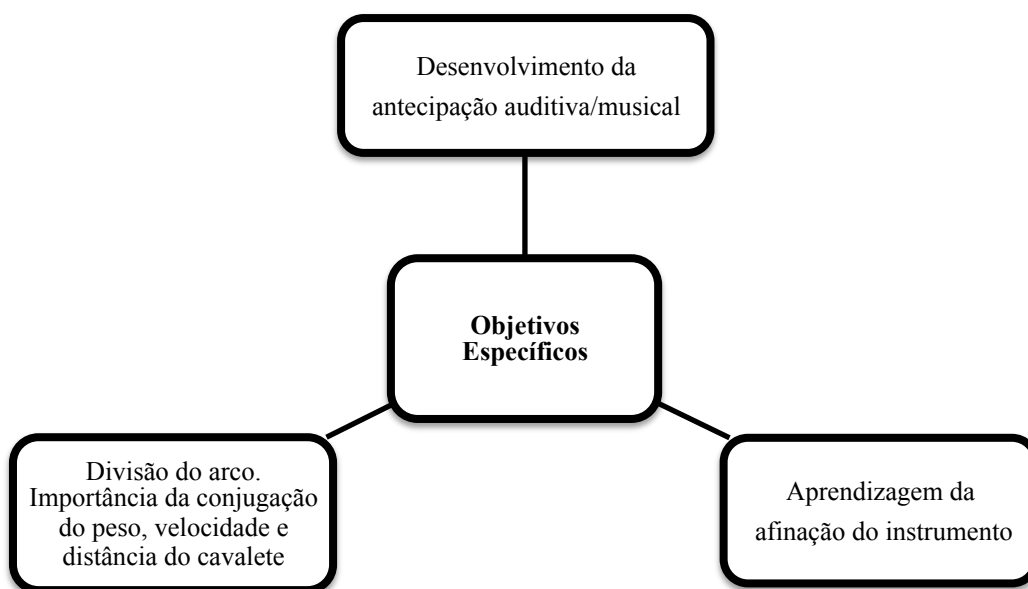 Desenvolvimento da
antecipação auditiva/musical
Objetivos
Específicos
Divisão do arco.
Importância da conjugação
do peso, velocidade e
distância do cavalete
Aprendizagem da
afinação do instrumento